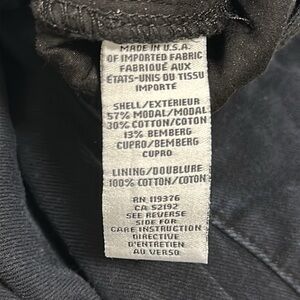 MADE IN U.S.A.
OF IMPORTED FABRIC
FABRIQUÉ AUX
ÉTATS-UNIS DU TISSU
IMPORTÉ
SHELL/EXTÉRIEUR
57% MODAL/MODAL
30% COTTON/COTON
13% BEMBERG
CUPRO/BEMBERG
CUPRO
LINING/DOUBLURE
100% COTTON/COTON
RN 119376
CA 52192
SEE REVERSE
SIDE FOR
CARE INSTRUCTION
DIRECTIVE
D'ENTRETIEN
AU VERSO